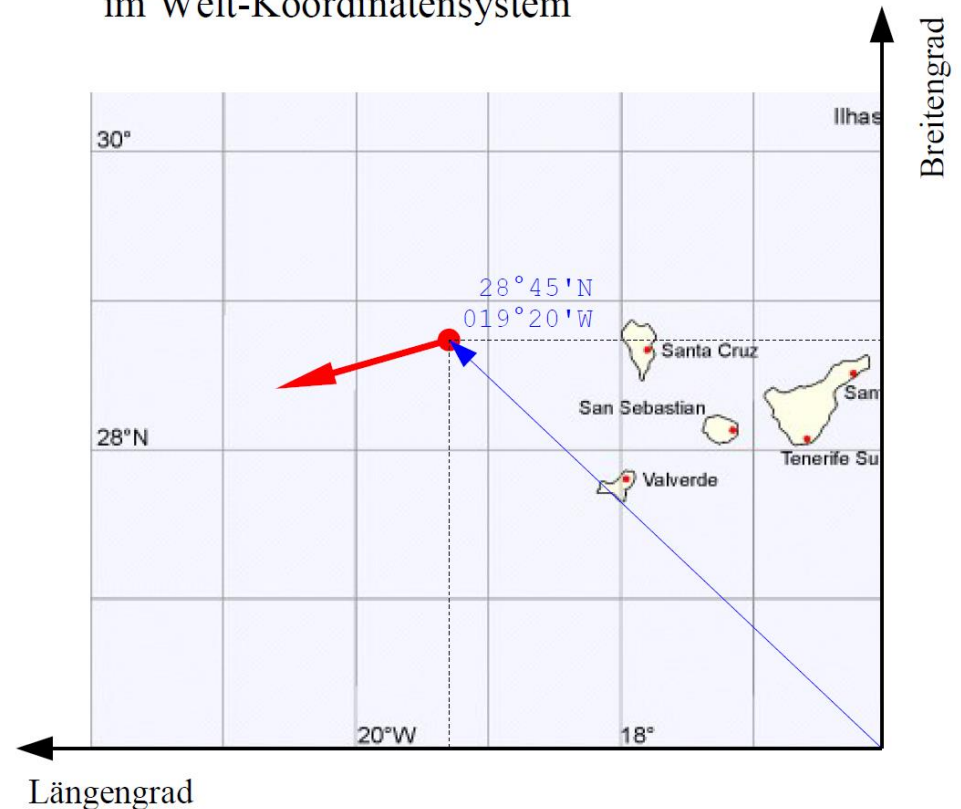 im Welt-Koordinatensystem
Breitengrad
Ilhas
30°
28°45'N
019°20'W
Santa Cruz
San
San Sebastian
28°N
Tenerife Su
Valverde
20°W
18°
Längengrad